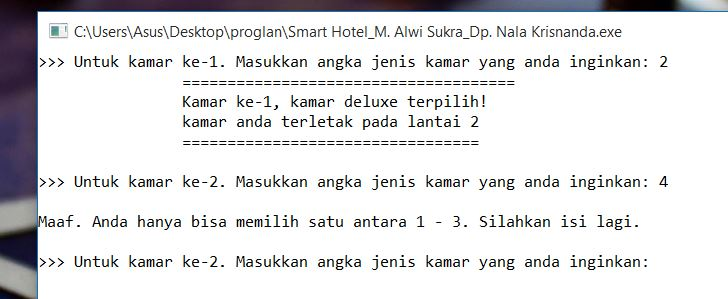 C:\Users\Asus\Desktop\proglan\Smart Hotel_M. Alwi Sukra_Dp. Nala Krisnanda.exe
>>> Untuk kamar ke-1. Masukkan angka jenis kamar yang anda inginkan: 2
=====================================
Kamar ke-1, kamar deluxe terpilih!
kamar anda terletak pada lantai 2
=================================
>>> Untuk kamar ke-2. Masukkan angka jenis kamar yang anda inginkan: 4
Maaf. Anda hanya bisa memilih satu antara 1 - 3. Silahkan isi lagi.
>>> Untuk kamar ke-2. Masukkan angka jenis kamar yang anda inginkan: